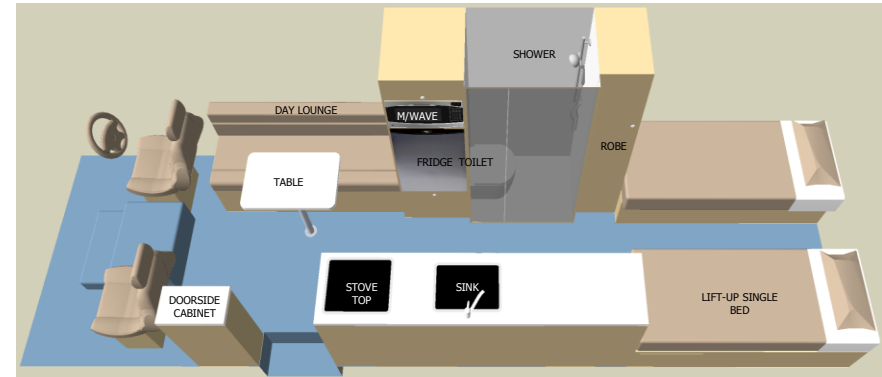 SHOWER
DAY LOUNGE
M/WAVE
ROBE
FRIDGE TOILET
TABLE
STOVE
TOP
SINK
DOORSIDE
CABINET
LIFT-UP SINGLE
BED